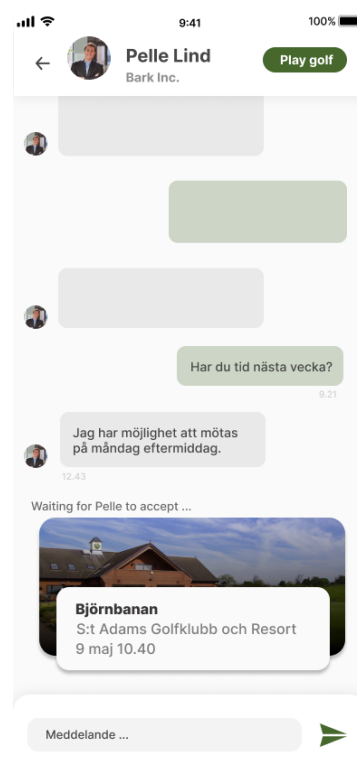 9:41
100%
Pelle Lind
Bark Inc.
Play golf
Har du tid nästa vecka?
9.21
Jag har möjlighet att mötas
på måndag eftermiddag.
12.43
Waiting for Pelle to accept ...
Björnbanan
S:t Adams Golfklubb och Resort
9 maj 10.40
Meddelande ...